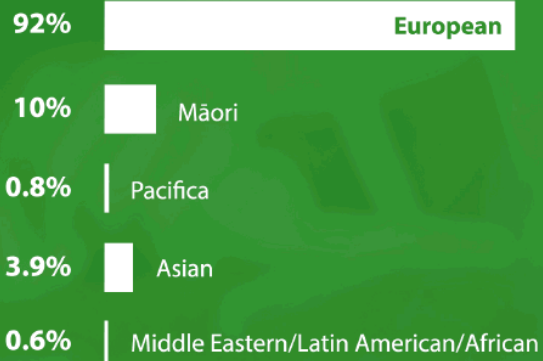 92% European
10% Māori
0.8% Pacifica
3.9% Asian
0.6% Middle Eastern/Latin American/African